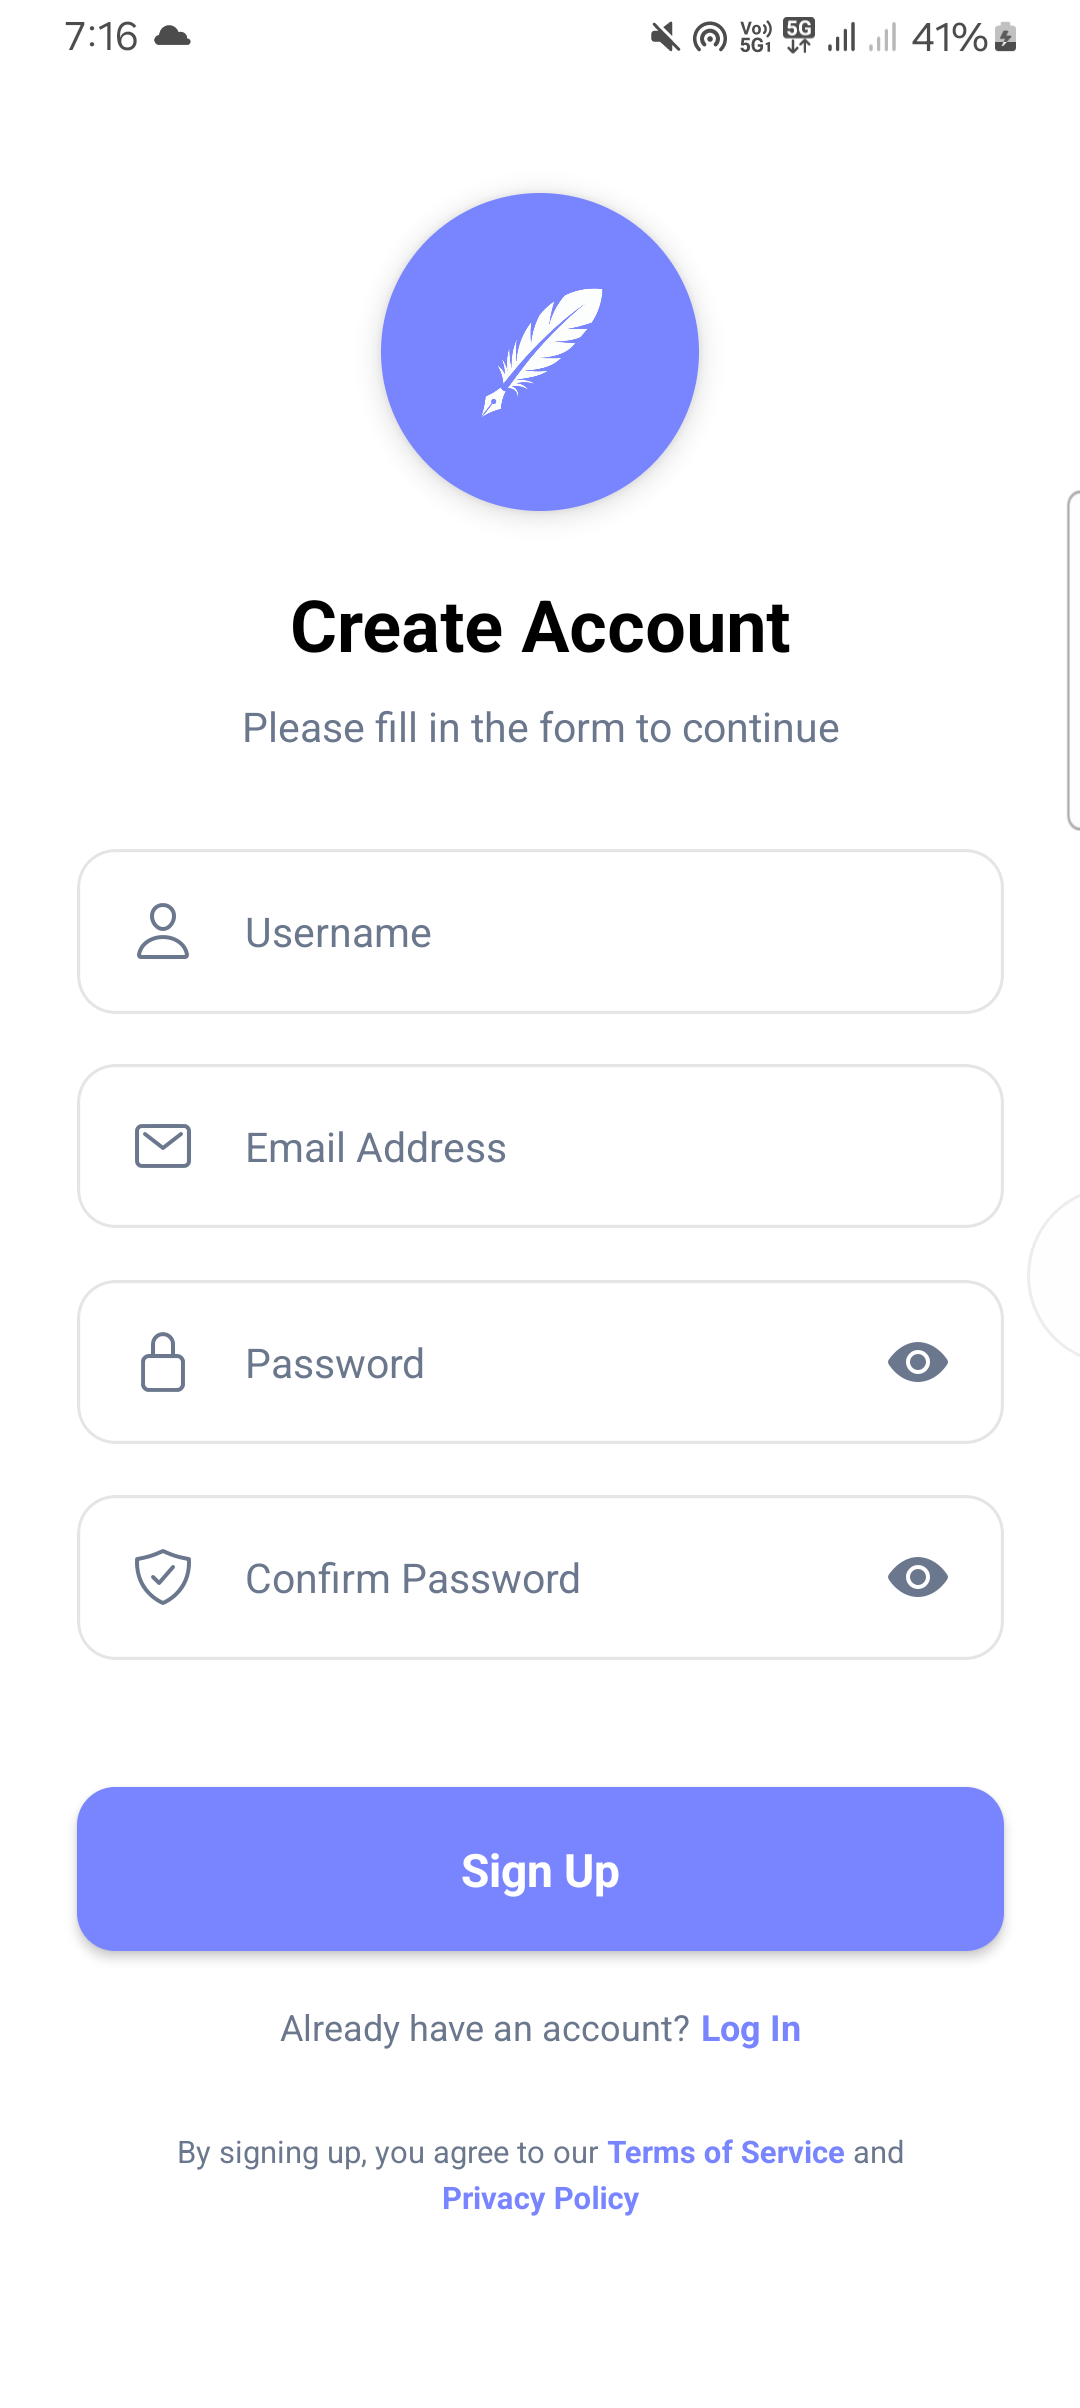 7:16
Vo)) 5G1 5G 41%
Create Account
Please fill in the form to continue
Username
Email Address
Password
Confirm Password
Sign Up
Already have an account? Log In
By signing up, you agree to our Terms of Service and
Privacy Policy